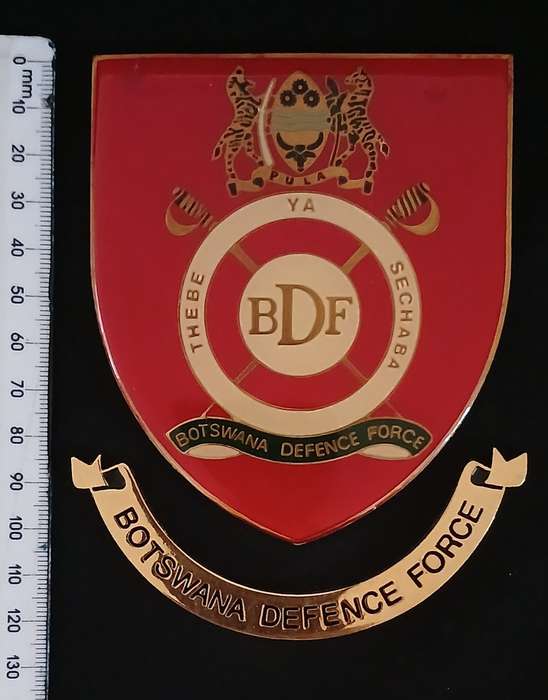 0 mm 10 20 30 40 50 60 70 80 90 100 110 120 130
PULA
THEBE YA SECHABA
BDF
BOTSWANA DEFENCE FORCE
BOTSWANA DEFENCE FORCE